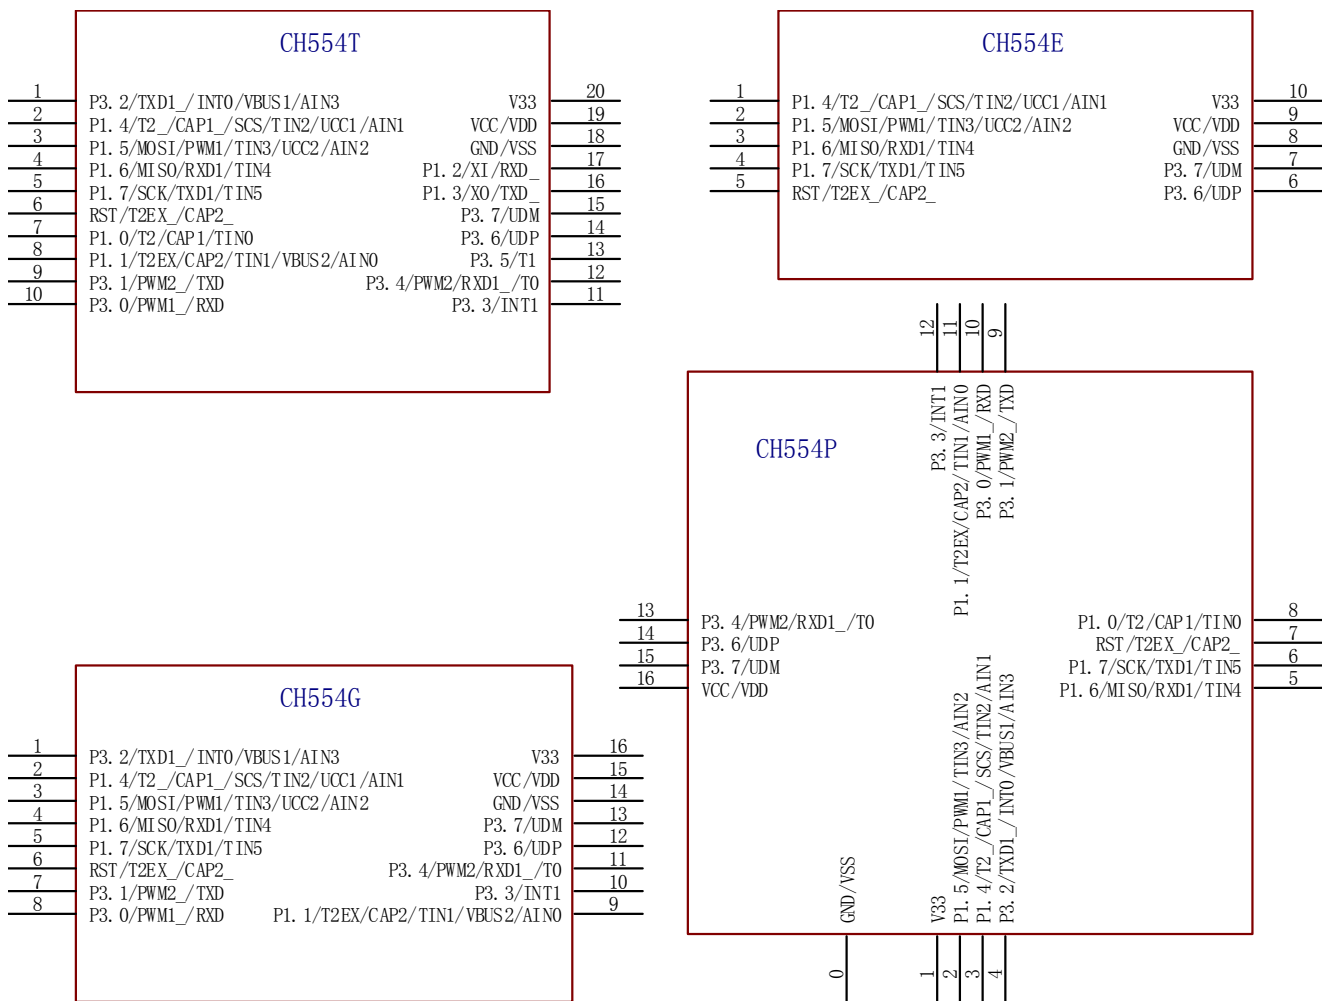 CH554T
1 P3.2/TXD1_/INT0/VBUS1/AIN3 V33 20
2 P1.4/T2_/CAP1_/SCS/TIN2/UCC1/AIN1 VCC/VDD 19
3 P1.5/MOSI/PWM1/TIN3/UCC2/AIN2 GND/VSS 18
4 P1.6/MISO/RXD1/TIN4 P1.2/XI/RXD_ 17
5 P1.7/SCK/TXD1/TIN5 P1.3/XO/TXD_ 16
6 RST/T2EX_/CAP2_ P3.7/UDM 15
7 P1.0/T2/CAP1/TIN0 P3.6/UDP 14
8 P1.1/T2EX/CAP2/TIN1/VBUS2/AIN0 P3.5/T1 13
9 P3.1/PWM2_/TXD P3.4/PWM2/RXD1_/T0 12
10 P3.0/PWM1_/RXD P3.3/INT1 11
CH554E
1 P1.4/T2_/CAP1_/SCS/TIN2/UCC1/AIN1 V33 10
2 P1.5/MOSI/PWM1/TIN3/UCC2/AIN2 VCC/VDD 9
3 P1.6/MISO/RXD1/TIN4 GND/VSS 8
4 P1.7/SCK/TXD1/TIN5 P3.7/UDM 7
5 RST/T2EX_/CAP2_ P3.6/UDP 6
CH554G
1 P3.2/TXD1_/INT0/VBUS1/AIN3 V33 16
2 P1.4/T2_/CAP1_/SCS/TIN2/UCC1/AIN1 VCC/VDD 15
3 P1.5/MOSI/PWM1/TIN3/UCC2/AIN2 GND/VSS 14
4 P1.6/MISO/RXD1/TIN4 P3.7/UDM 13
5 P1.7/SCK/TXD1/TIN5 P3.6/UDP 12
6 RST/T2EX_/CAP2_ P3.4/PWM2/RXD1_/T0 11
7 P3.1/PWM2_/TXD P3.3/INT1 10
8 P3.0/PWM1_/RXD P1.1/T2EX/CAP2/TIN1/VBUS2/AIN0 9
CH554P
12 P3.3/INT1
11 P1.1/T2EX/CAP2/TIN1/AIN0
10 P3.0/PWM1_/RXD
9 P3.1/PWM2_/TXD
13 P3.4/PWM2/RXD1_/T0 P1.0/T2/CAP1/TIN0 8
14 P3.6/UDP RST/T2EX_/CAP2_ 7
15 P3.7/UDM P1.7/SCK/TXD1/TIN5 6
16 VCC/VDD P1.6/MISO/RXD1/TIN4 5
0 GND/VSS
1 V33
2 P1.5/MOSI/PWM1/TIN3/AIN2
3 P1.4/T2_/CAP1_/SCS/TIN2/AIN1
4 P3.2/TXD1_/INT0/VBUS1/AIN3